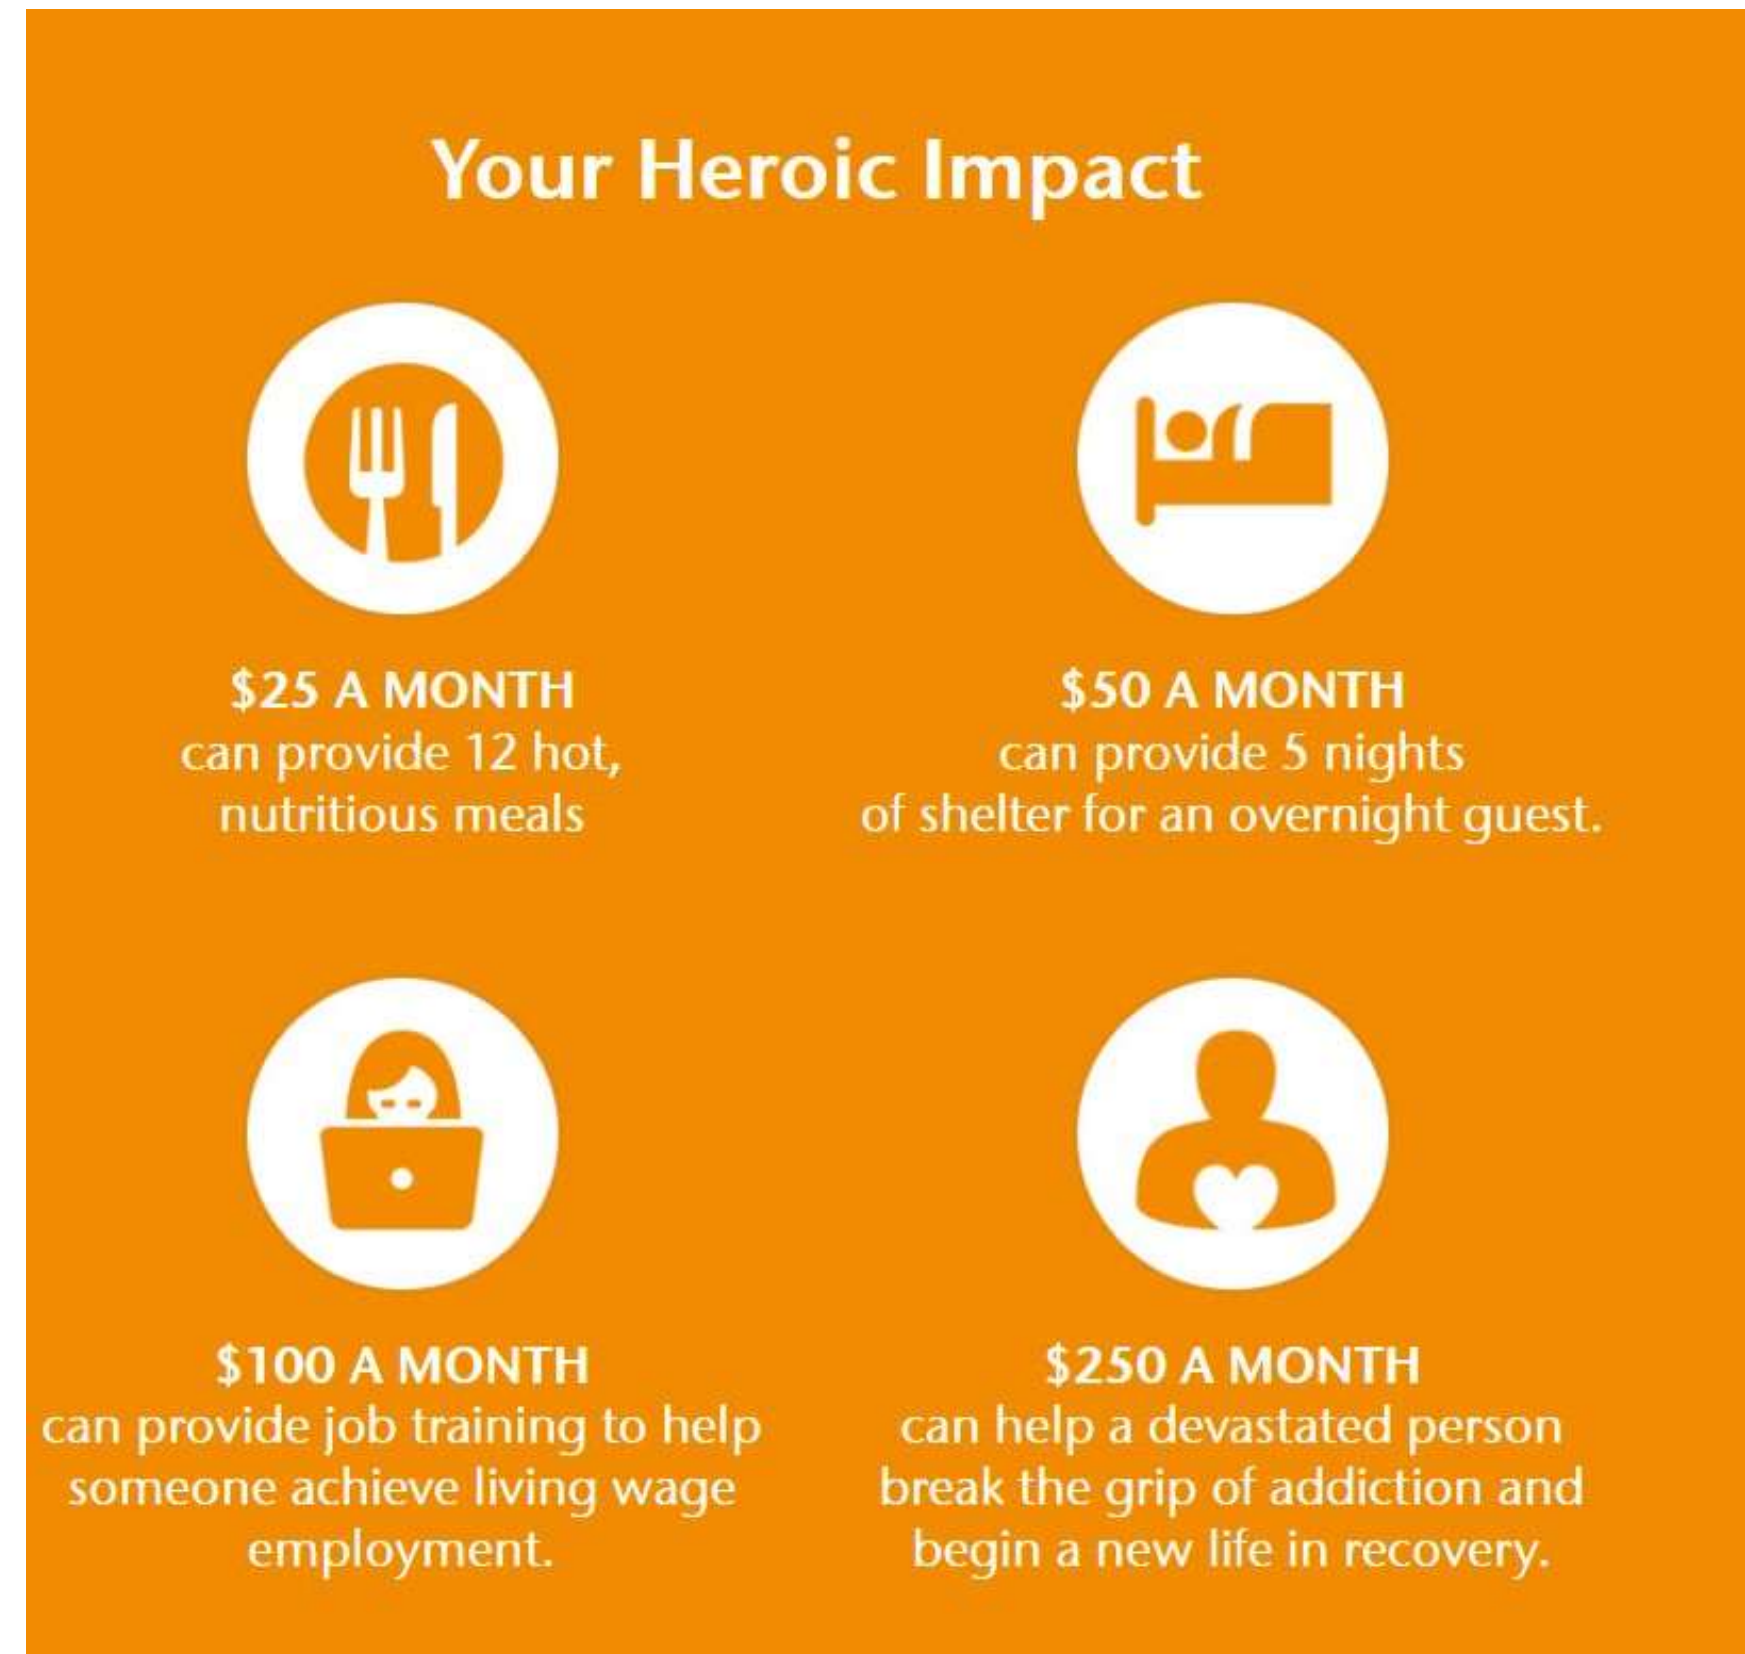 Your Heroic Impact
$25 A MONTH
can provide 12 hot,
nutritious meals
$50 A MONTH
can provide 5 nights
of shelter for an overnight guest.
$100 A MONTH
can provide job training to help
someone achieve living wage
employment.
$250 A MONTH
can help a devastated person
break the grip of addiction and
begin a new life in recovery.